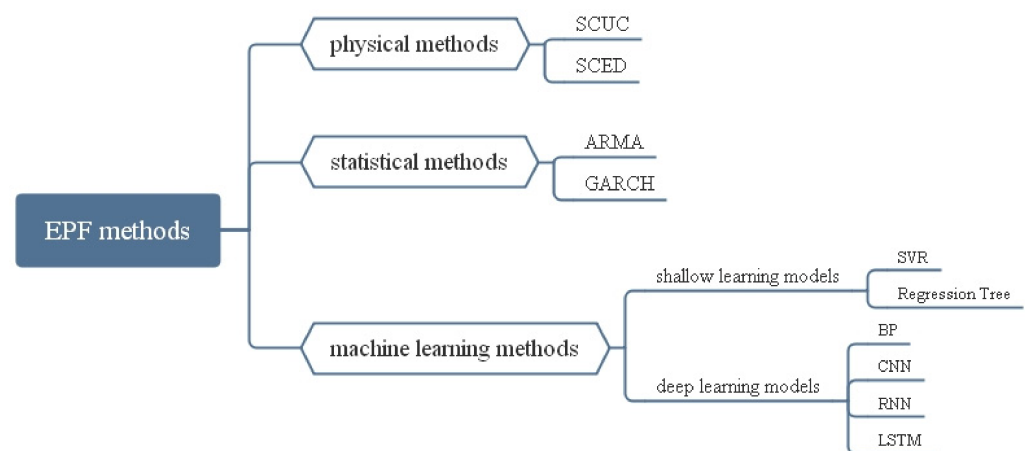 EPF methods
physical methods
SCUC
SCED
statistical methods
ARMA
GARCH
machine learning methods
shallow learning models
SVR
Regression Tree
deep learning models
BP
CNN
RNN
LSTM